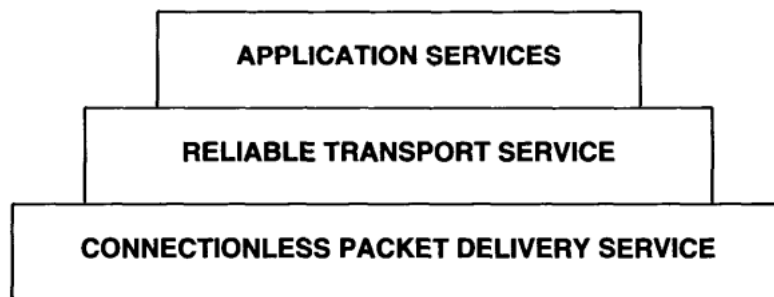 APPLICATION SERVICES
RELIABLE TRANSPORT SERVICE
CONNECTIONLESS PACKET DELIVERY SERVICE